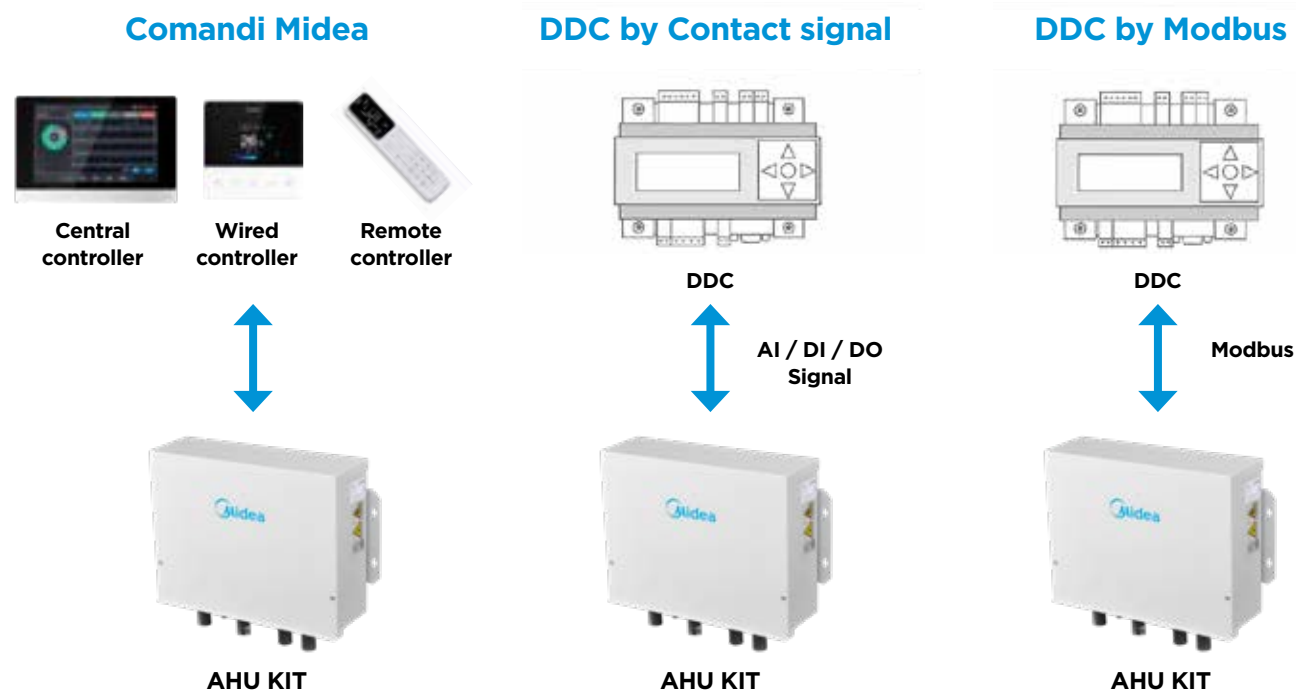 Comandi Midea
DDC by Contact signal
DDC by Modbus
Central
controller
Wired
controller
Remote
controller
DDC
DDC
AI / DI / DO
Signal
Modbus
Midea
Midea
Midea
AHU KIT
AHU KIT
AHU KIT